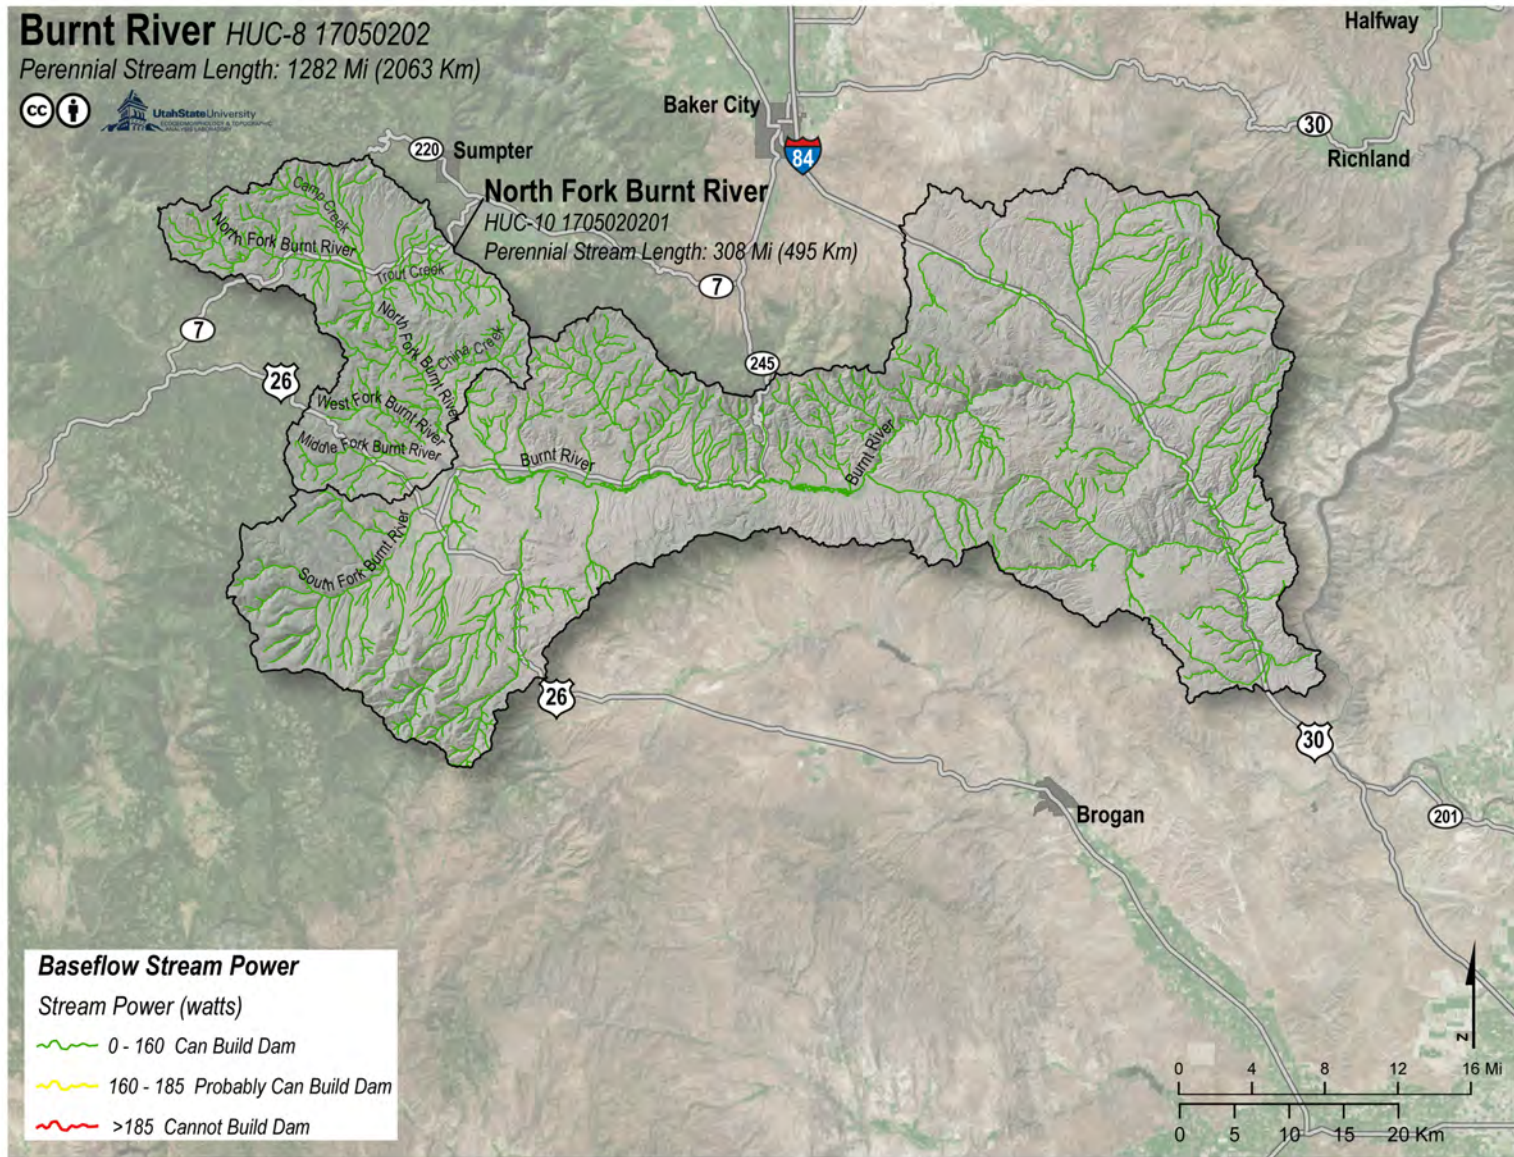 Burnt River HUC-8 17050202
Perennial Stream Length: 1282 Mi (2063 Km)
cc
UtahStateUniversity
ECOGEOMORPHOLOGY & TOPOGRAPHIC
ANALYSIS LABORATORY
Halfway
Baker City
30
84
Richland
220
Sumpter
North Fork Burnt River
HUC-10 1705020201
Perennial Stream Length: 308 Mi (495 Km)
Camp Creek
North Fork Burnt River
Trout Creek
7
7
North Fork Burnt River
China Creek
245
26
West Fork Burnt River
Middle Fork Burnt River
Burnt River
Burnt River
South Fork Burnt River
26
30
Brogan
201
Baseflow Stream Power
Stream Power (watts)
0 - 160 Can Build Dam
160 - 185 Probably Can Build Dam
>185 Cannot Build Dam
N
0 4 8 12 16 Mi
0 5 10 15 20 Km